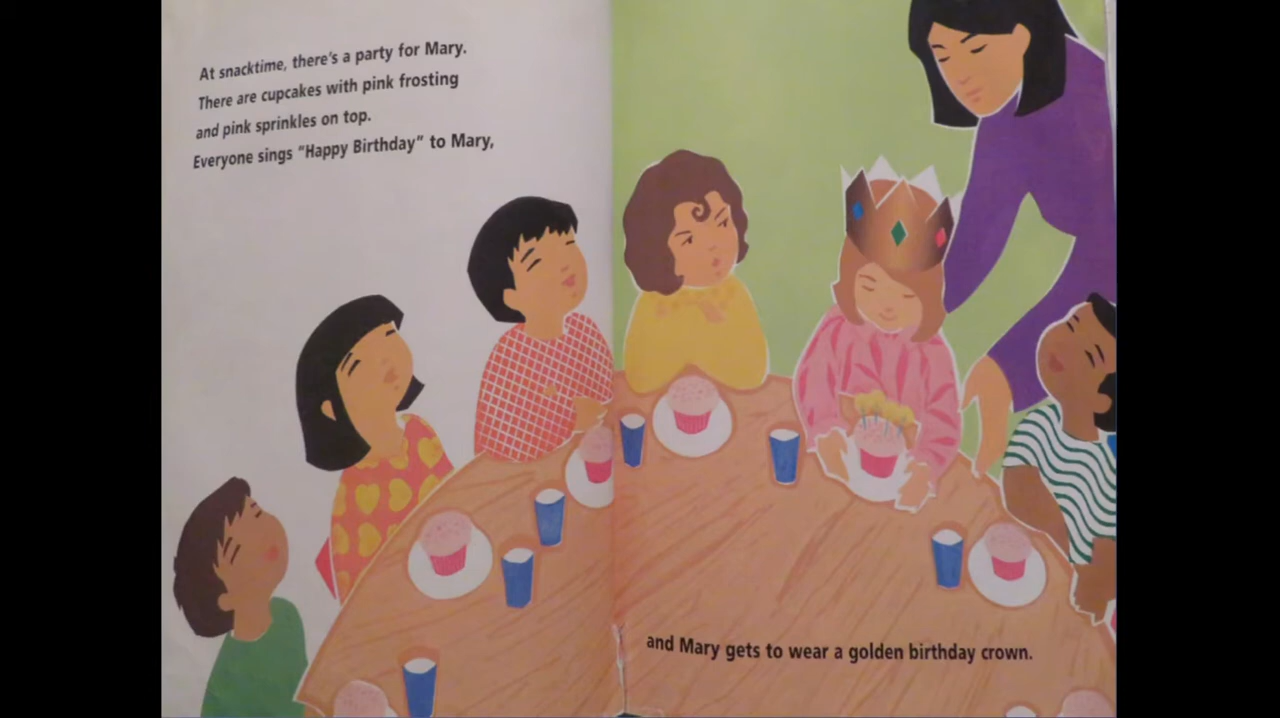 At snacktime, there's a party for Mary.
There are cupcakes with pink frosting
and pink sprinkles on top.
Everyone sings "Happy Birthday" to Mary,
and Mary gets to wear a golden birthday crown.